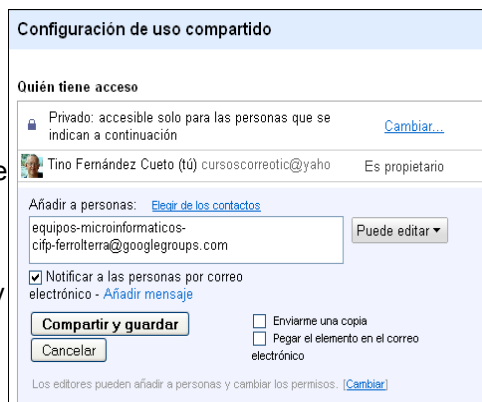 Configuración de uso compartido
Quién tiene acceso
Privado: accesible solo para las personas que se
indican a continuación
Cambiar...
Tino Fernández Cueto (tú) cursoscorreotic@yaho
Es propietario
Añadir a personas: Elegir de los contactos
equipos-microinformaticos-
cifp-ferrolterra@googlegroups.com
Puede editar
Notificar a las personas por correo
electrónico - Añadir mensaje
Compartir y guardar
Cancelar
Enviarme una copia
Pegar el elemento en el correo
electrónico
Los editores pueden añadir a personas y cambiar los permisos. [Cambiar]